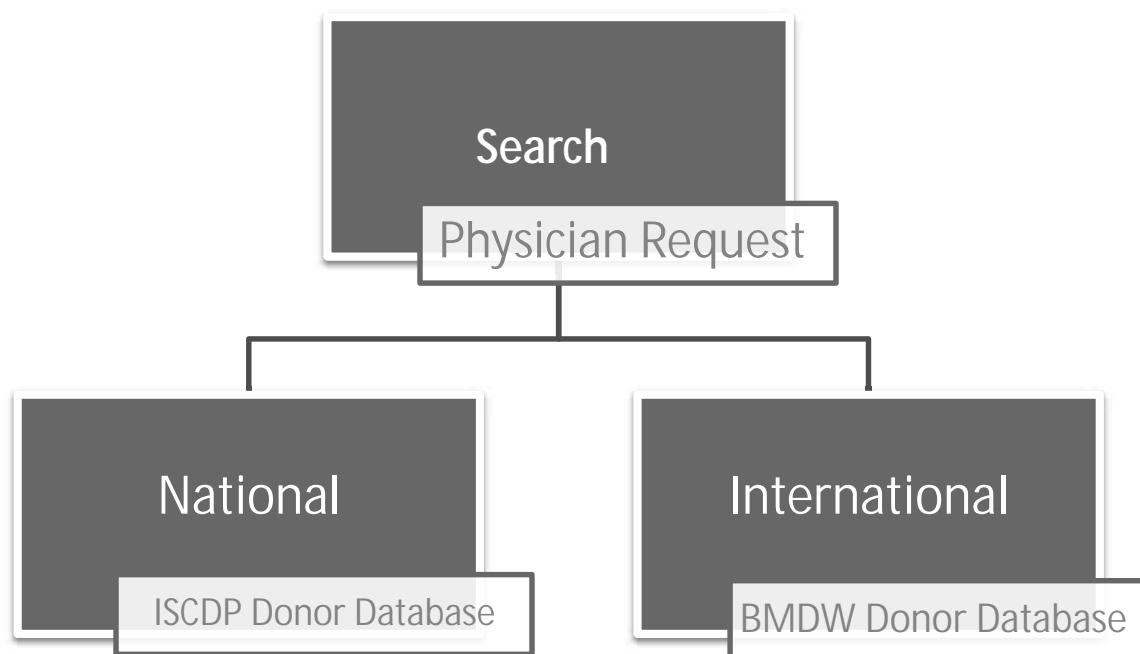 Search
Physician Request
National
ISCDP Donor Database
International
BMDW Donor Database